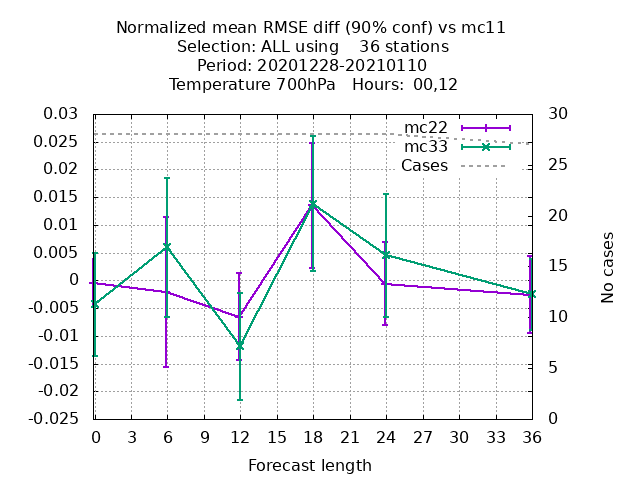 Normalized mean RMSE diff (90% conf) vs mc11
Selection: ALL using    36 stations
Period: 20201228-20210110
Temperature 700hPa   Hours:  00,12
mc22
mc33
Cases
0.03
0.025
0.02
0.015
0.01
0.005
0
-0.005
-0.01
-0.015
-0.02
-0.025
30
25
20
15
10
5
0
No cases
0 3 6 9 12 15 18 21 24 27 30 33 36
Forecast length